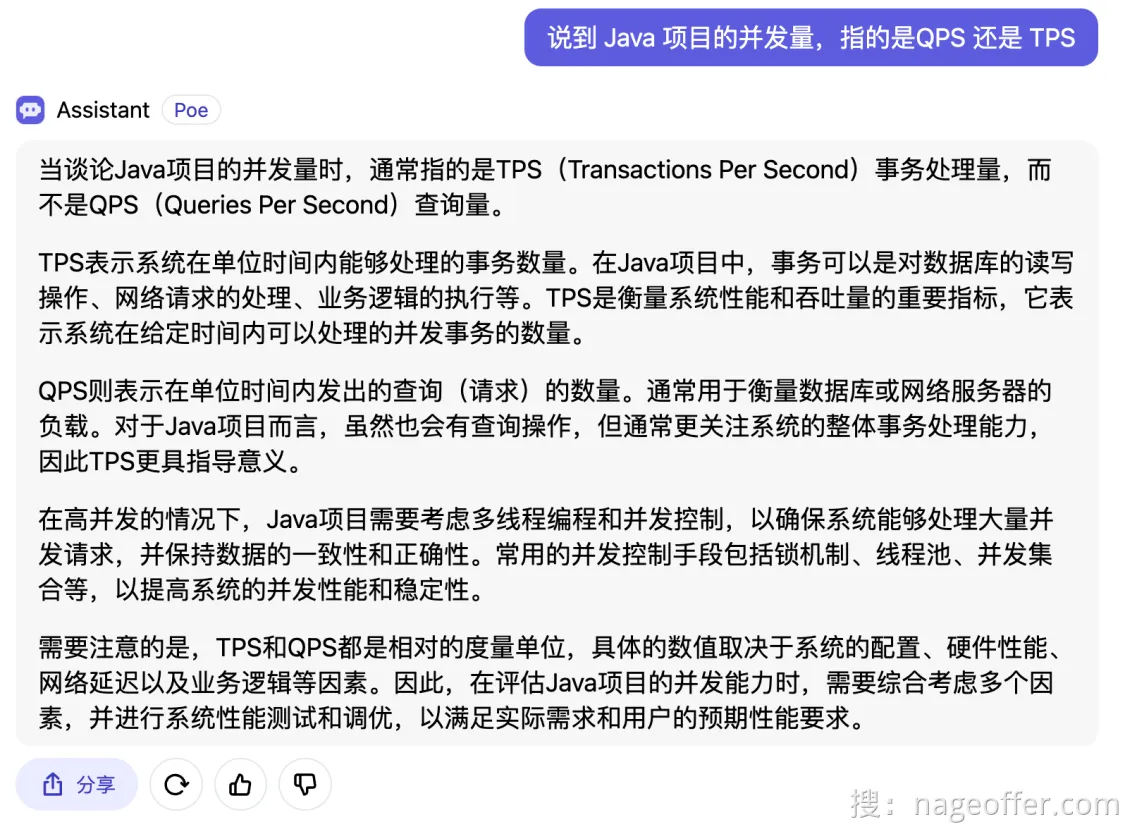 说到 Java 项目的并发量，指的是QPS 还是 TPS
Assistant Poe
当谈论Java项目的并发量时，通常指的是TPS（Transactions Per Second）事务处理量，而
不是QPS（Queries Per Second）查询量。
TPS表示系统在单位时间内能够处理的事务数量。在Java项目中，事务可以是对数据库的读写
操作、网络请求的处理、业务逻辑的执行等。TPS是衡量系统性能和吞吐量的重要指标，它表
示系统在给定时间内可以处理的并发事务的数量。
QPS则表示在单位时间内发出的查询（请求）的数量。通常用于衡量数据库或网络服务器的
负载。对于Java项目而言，虽然也会有查询操作，但通常更关注系统的整体事务处理能力，
因此TPS更具指导意义。
在高并发的情况下，Java项目需要考虑多线程编程和并发控制，以确保系统能够处理大量并
发请求，并保持数据的一致性和正确性。常用的并发控制手段包括锁机制、线程池、并发集
合等，以提高系统的并发性能和稳定性。
需要注意的是，TPS和QPS都是相对的度量单位，具体的数值取决于系统的配置、硬件性能、
网络延迟以及业务逻辑等因素。因此，在评估Java项目的并发能力时，需要综合考虑多个因
素，并进行系统性能测试和调优，以满足实际需求和用户的预期性能要求。
分享
搜：nageoffer.com